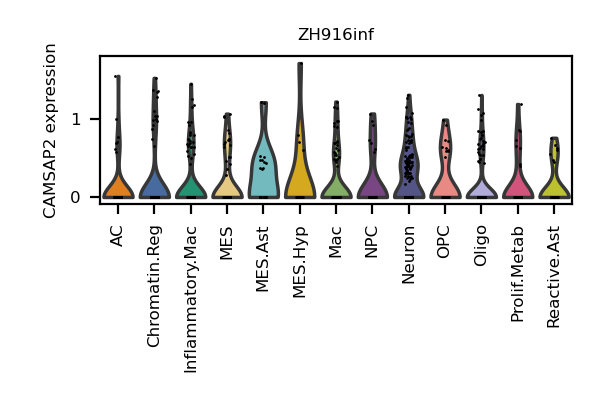 ZH916inf
CAMSAP2 expression
1
0
AC
Chromatin.Reg
Inflammatory.Mac
MES
MES.Ast
MES.Hyp
Mac
NPC
Neuron
OPC
Oligo
Prolif.Metab
Reactive.Ast